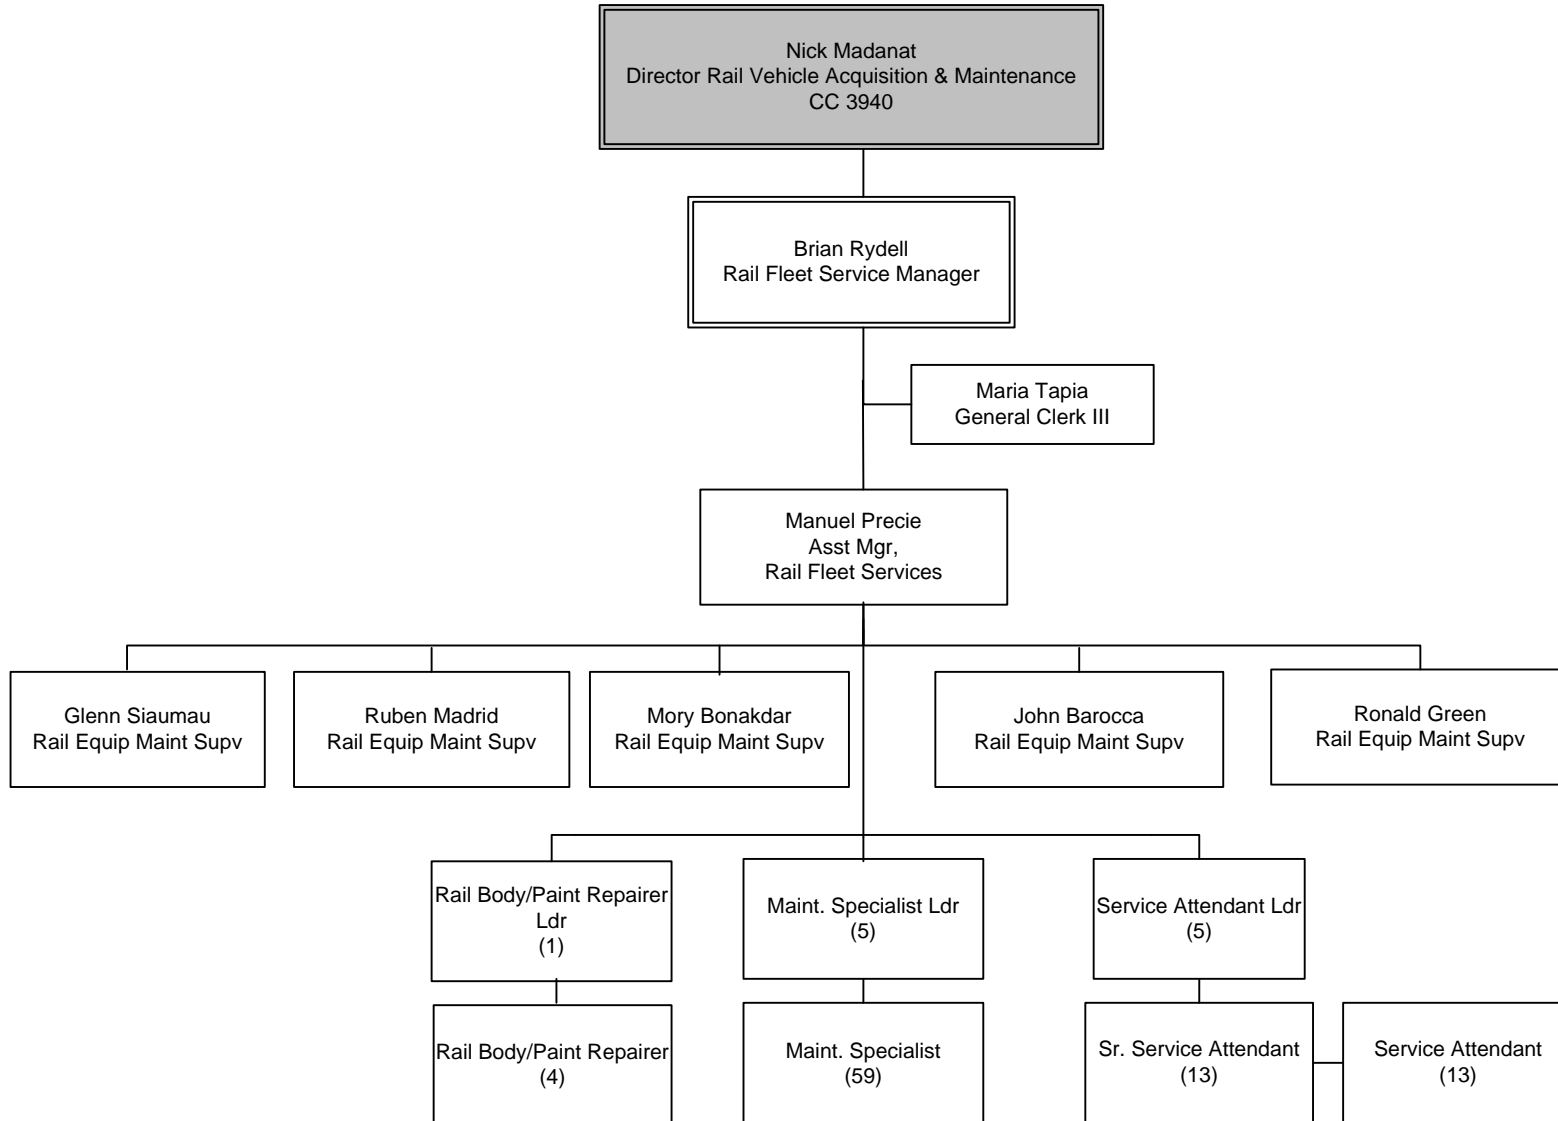 Nick Madanat
Director Rail Vehicle Acquisition & Maintenance
CC 3940
Brian Rydell
Rail Fleet Service Manager
Maria Tapia
General Clerk III
Manuel Precie
Asst Mgr,
Rail Fleet Services
Glenn Siaumau
Rail Equip Maint Supv
Ruben Madrid
Rail Equip Maint Supv
Mory Bonakdar
Rail Equip Maint Supv
John Barocca
Rail Equip Maint Supv
Ronald Green
Rail Equip Maint Supv
Rail Body/Paint Repairer
Ldr
(1)
Maint. Specialist Ldr
(5)
Service Attendant Ldr
(5)
Rail Body/Paint Repairer
(4)
Maint. Specialist
(59)
Sr. Service Attendant
(13)
Service Attendant
(13)